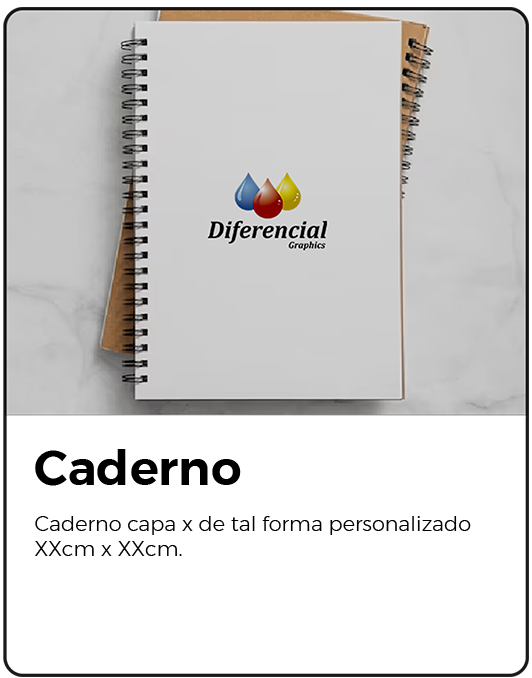 Diferencial
Graphics
Caderno
Caderno capa x de tal forma personalizado
XXcm x XXcm.